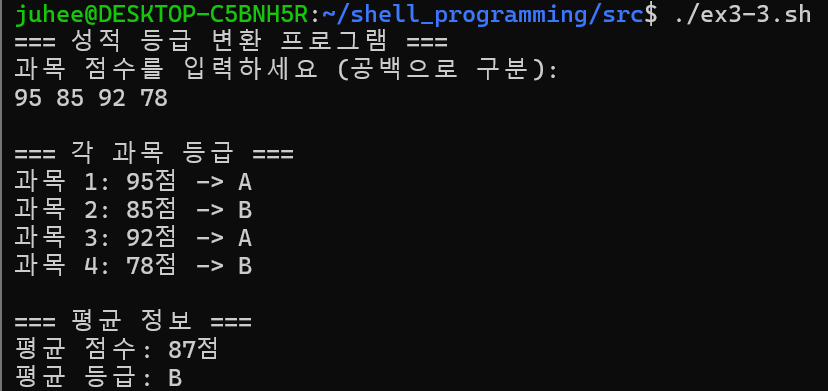 juhee@DESKTOP-C5BNH5R:~/shell_programming/src$ ./ex3-3.sh
=== 성적 등급 변환 프로그램 ===
과목 점수를 입력하세요 (공백으로 구분):
95 85 92 78
=== 각 과목 등급 ===
과목 1: 95점 -> A
과목 2: 85점 -> B
과목 3: 92점 -> A
과목 4: 78점 -> B
=== 평균 정보 ===
평균 점수: 87점
평균 등급: B